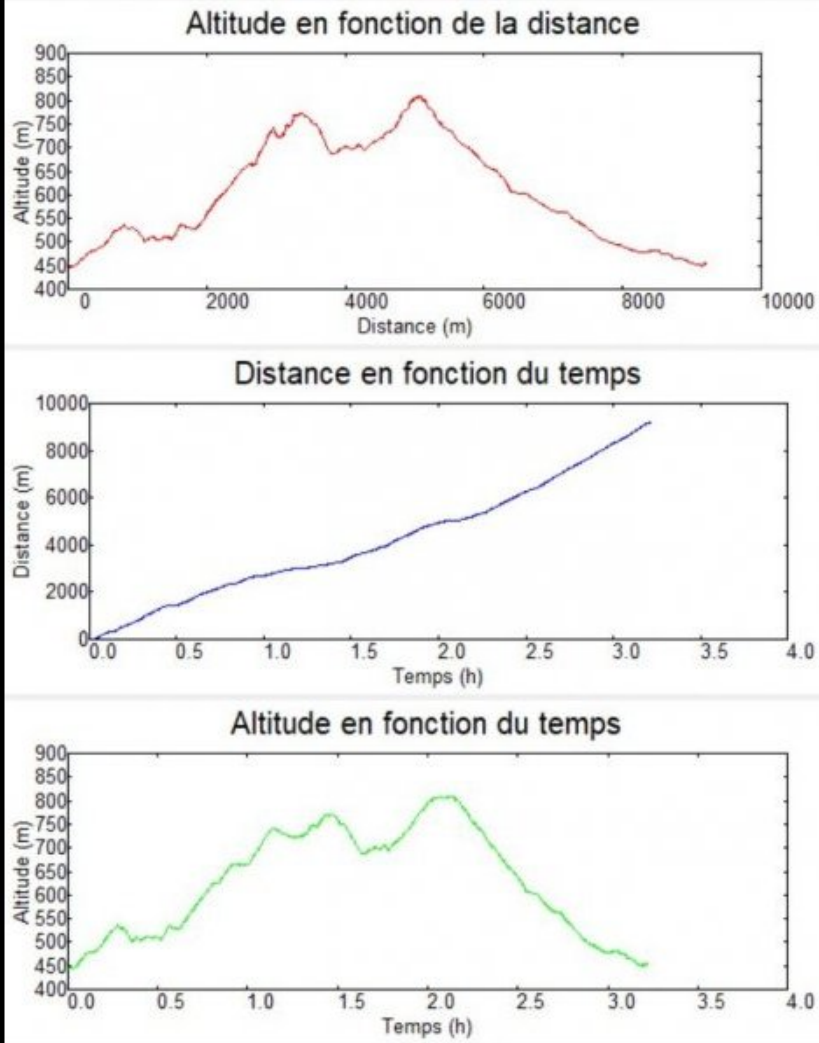 Altitude en fonction de la distance
900
850
800
750
700
650
600
550
500
450
400
Altitude (m)
0 2000 4000 6000 8000 10000
Distance (m)
Distance en fonction du temps
10000
8000
6000
4000
2000
0
Distance (m)
0.0 0.5 1.0 1.5 2.0 2.5 3.0 3.5 4.0
Temps (h)
Altitude en fonction du temps
900
850
800
750
700
650
600
550
500
450
400
Altitude (m)
0.0 0.5 1.0 1.5 2.0 2.5 3.0 3.5 4.0
Temps (h)